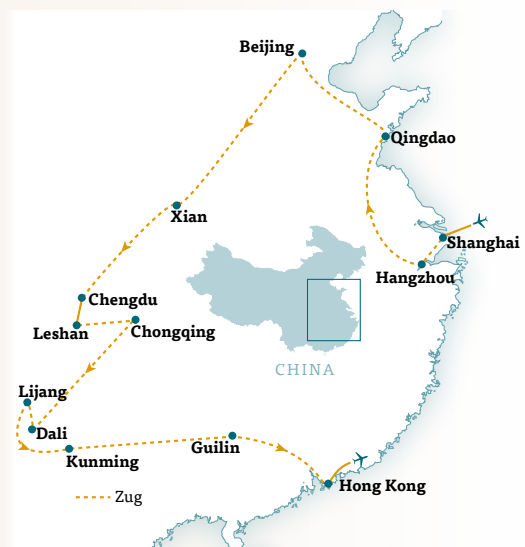 Beijing
Qingdao
Xian
Shanghai
Hangzhou
Chengdu
Leshan
Chongqing
CHINA
Lijang
Dali
Kunming
Guilin
Hong Kong
Zug